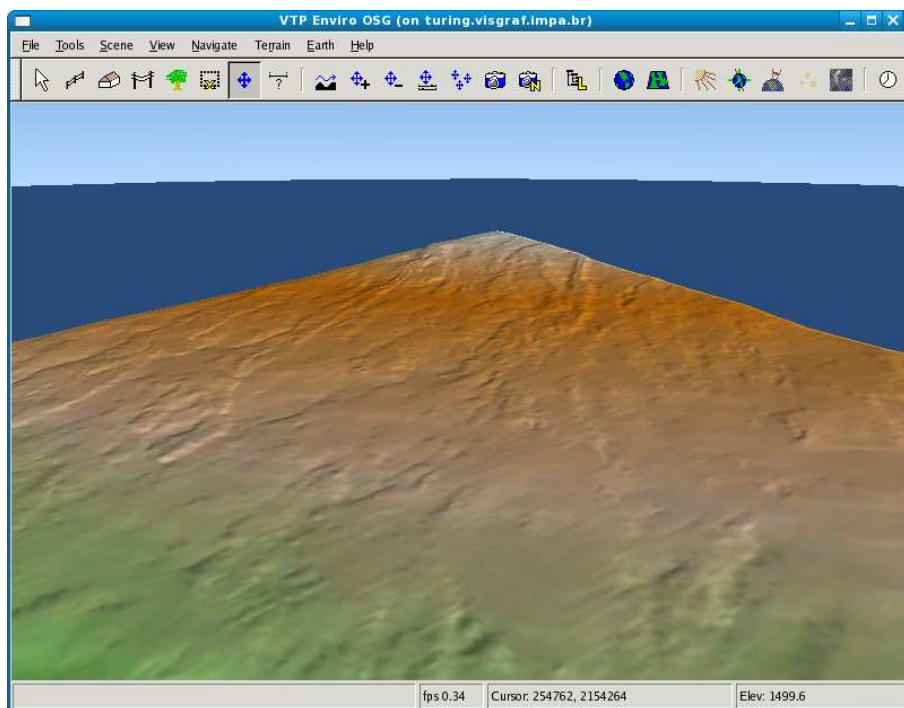 VTP Enviro OSG (on turing.visgraf.impa.br)
File Tools Scene View Navigate Terrain Earth Help
fps 0.34 Cursor: 254762, 2154264 Elev: 1499.6